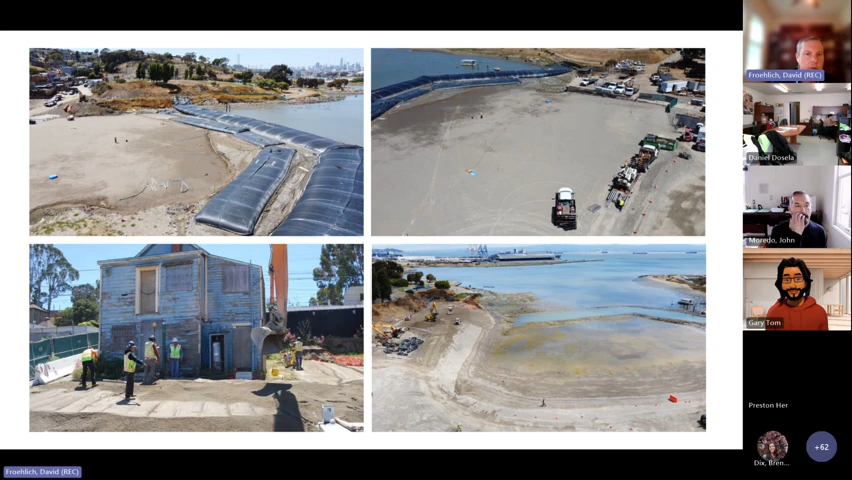 Froehlich, David (REC)
Daniel Dosela
Moredo, John
Gary Tom
Preston Her
Dix, Bren...
+62
Froehlich, David (REC)